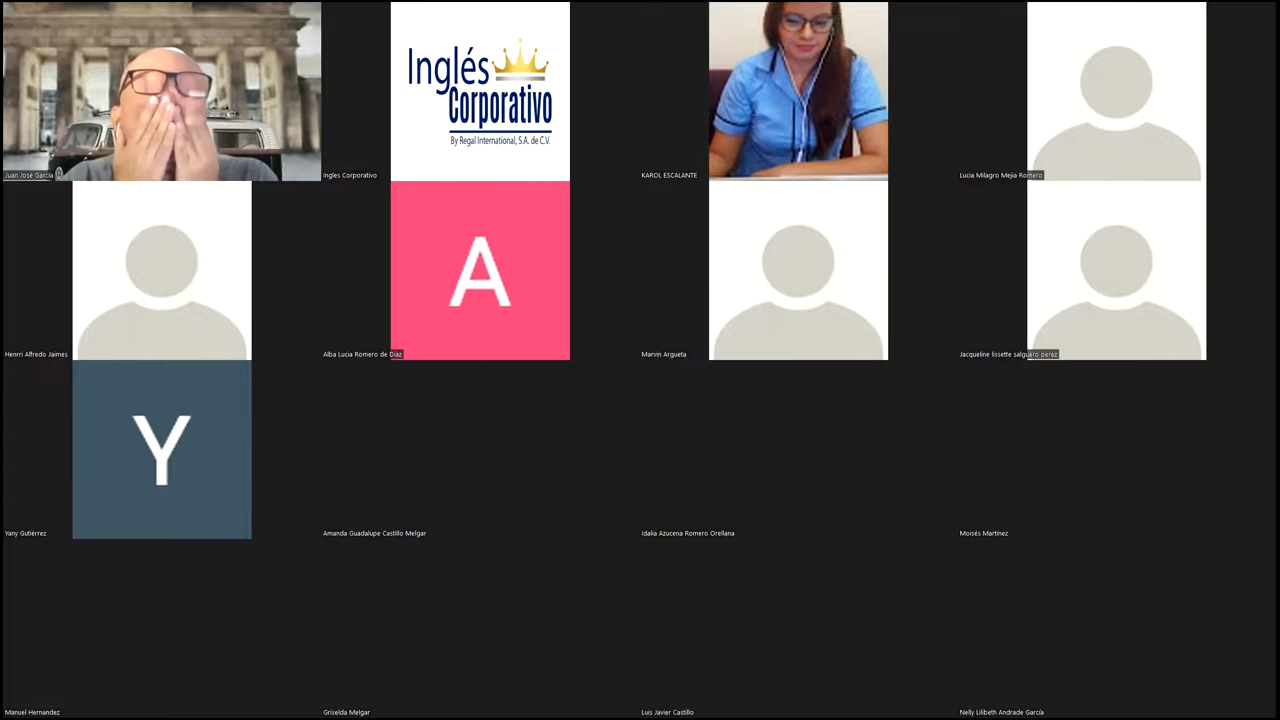 Inglés
Corporativo
By Regal International, S.A. de C.V.
Juan José García
Ingles Corporativo
KAROL ESCALANTE
Lucia Milagro Mejia Romero
A
Henrri Alfredo Jaimes
Alba Lucia Romero de Diaz
Marvin Argueta
Jacqueline lissette salguero perez
Y
Yany Gutiérrez
Amanda Guadalupe Castillo Melgar
Idalia Azucena Romero Orellana
Moisés Martínez
Manuel Hernandez
Griselda Melgar
Luis Javier Castillo
Nelly Lilibeth Andrade García